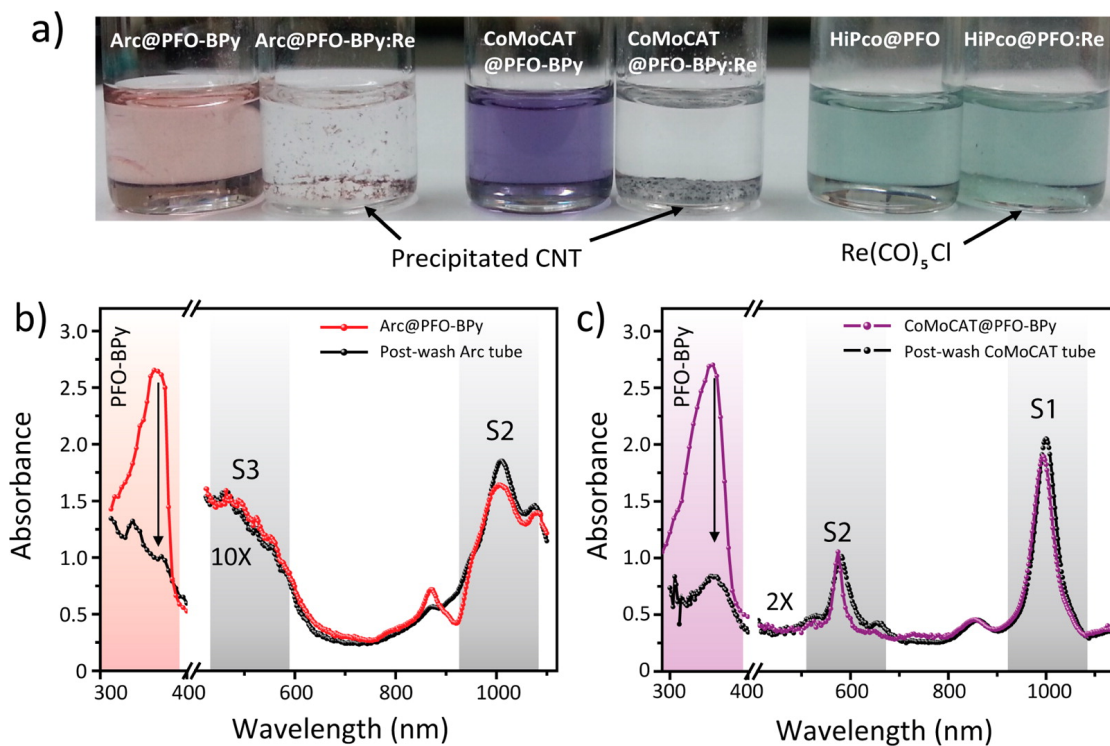 a)
Arc@PFO-BPy
Arc@PFO-BPy:Re
CoMoCAT
@PFO-BPy
CoMoCAT
@PFO-BPy:Re
HiPco@PFO
HiPco@PFO:Re
Precipitated CNT
Re(CO)₅Cl
b)
Arc@PFO-BPy
Post-wash Arc tube
PFO-BPy
S3
10X
S2
3.0
2.5
2.0
1.5
1.0
0.5
0
300
400
600
800
1000
Absorbance
Wavelength (nm)
c)
CoMoCAT@PFO-BPy
Post-wash CoMoCAT tube
PFO-BPy
2X
S2
S1
3.0
2.5
2.0
1.5
1.0
0.5
0
300
400
600
800
1000
Absorbance
Wavelength (nm)